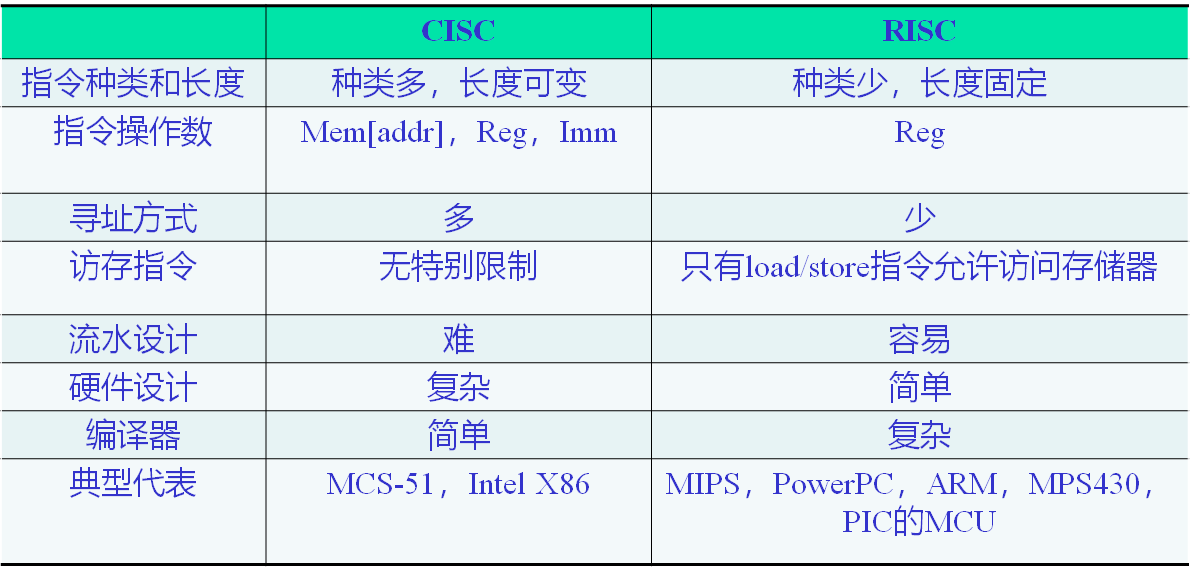 CISC RISC
指令种类和长度 种类多，长度可变 种类少，长度固定
指令操作数 Mem[addr]，Reg，Imm Reg
寻址方式 多 少
访存指令 无特别限制 只有load/store指令允许访问存储器
流水设计 难 容易
硬件设计 复杂 简单
编译器 简单 复杂
典型代表 MCS-51，Intel X86 MIPS，PowerPC，ARM，MPS430，
PIC的MCU